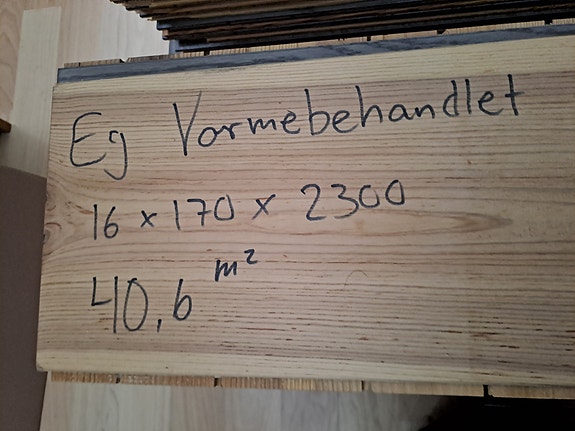 Eg Varmebehandlet
16 x 170 x 2300
40,6 m²